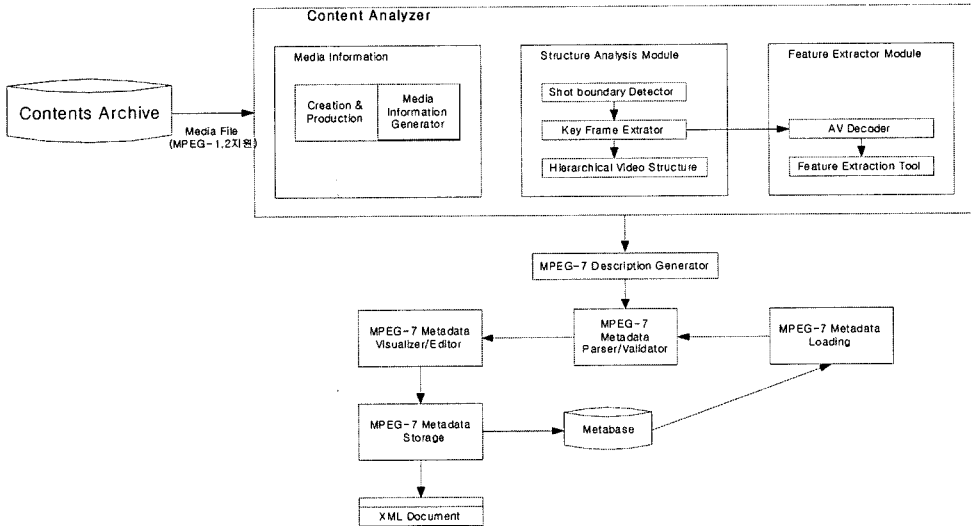 Content Analyzer
Contents Archive
Media File
(MPEG-1,2지원)
Media Information
Creation &
Production
Media
Information
Generator
Structure Analysis Module
Shot boundary Detector
Key Frame Extrator
Hierarchical Video Structure
Feature Extractor Module
AV Decoder
Feature Extraction Tool
MPEG-7 Description Generator
MPEG-7 Metadata
Visualizer/Editor
MPEG-7
Metadata
Parser/Validator
MPEG-7 Metadata
Loading
MPEG-7 Metadata
Storage
Metabase
XML Document